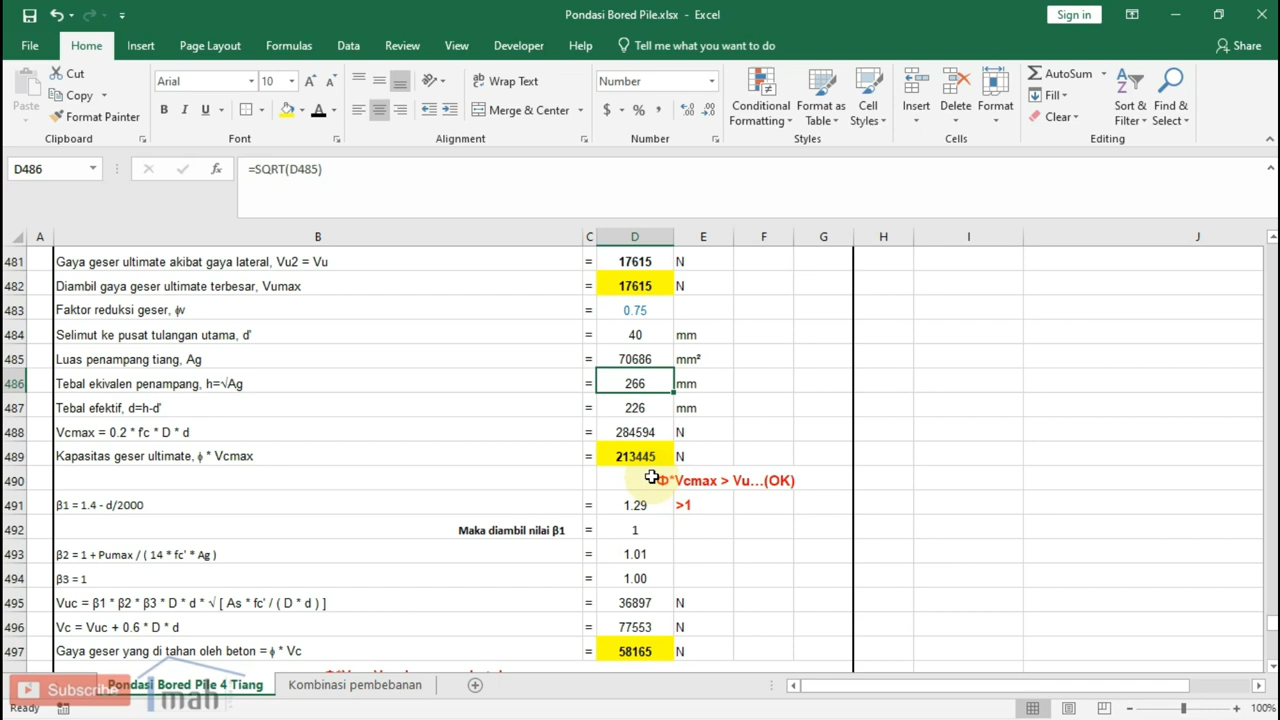 Pondasi Bored Pile.xlsx - Excel
Sign in
File Home Insert Page Layout Formulas Data Review View Developer Help Tell me what you want to do Share
Cut
Copy
Format Painter
Paste
Clipboard
Arial 10
B I U
Font
Wrap Text
Merge & Center
Alignment
Number
$ % ,
Number
Conditional Formatting
Format as Table
Cell Styles
Styles
Insert
Delete
Format
Cells
AutoSum
Fill
Clear
Sort & Filter
Find & Select
Editing
D486 fx =SQRT(D485)
A B C D E F G H I J
481 Gaya geser ultimate akibat gaya lateral, Vu2 = Vu = 17615 N
482 Diambil gaya geser ultimate terbesar, Vumax = 17615 N
483 Faktor reduksi geser, ϕv = 0.75
484 Selimut ke pusat tulangan utama, d' = 40 mm
485 Luas penampang tiang, Ag = 70686 mm²
486 Tebal ekivalen penampang, h=√Ag = 266 mm
487 Tebal efektif, d=h-d' = 226 mm
488 Vcmax = 0.2 * f'c * D * d = 284594 N
489 Kapasitas geser ultimate, ϕ * Vcmax = 213445 N
490 Φ*Vcmax > Vu...(OK)
491 β1 = 1.4 - d/2000 = 1.29 >1
492 Maka diambil nilai β1 = 1
493 β2 = 1 + Pumax / ( 14 * fc' * Ag ) = 1.01
494 β3 = 1 = 1.00
495 Vuc = β1 * β2 * β3 * D * d * √ [ As * fc' / ( D * d ) ] = 36897 N
496 Vc = Vuc + 0.6 * D * d = 77553 N
497 Gaya geser yang di tahan oleh beton = ϕ * Vc = 58165 N
Subscribe
Imah
Pondasi Bored Pile 4 Tiang Kombinasi pembebanan
Ready 100%